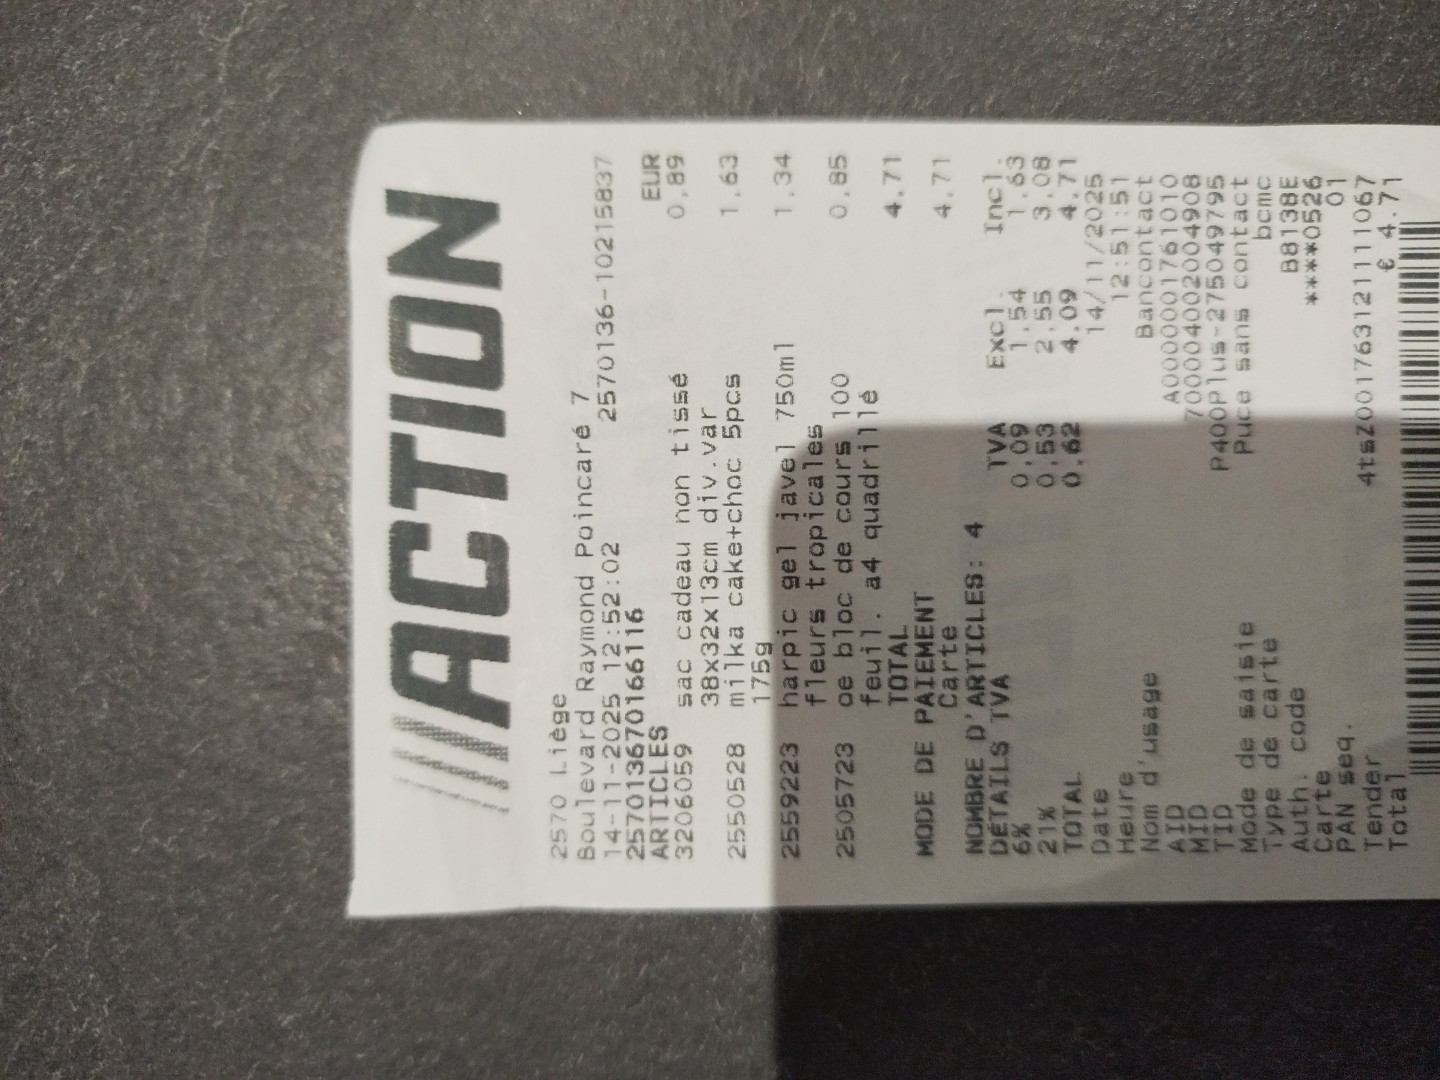 ACTION
2570 Liège
Boulevard Raymond Poincaré 7
14-11-2025 12:52:02 2570136-10215837
257013670166116
ARTICLES EUR
3206059 sac cadeau non tissé 0,89
38x32x13cm div.var
2550528 milka cake+choc 5pcs 1,63
175g
2559223 harpic gel javel 750ml 1,34
fleurs tropicales
2505723 oe bloc de cours 100 0,85
feuil. a4 quadrillé
TOTAL 4,71
MODE DE PAIEMENT
Carte 4,71
NOMBRE D'ARTICLES: 4
DÉTAILS TVA TVA Excl. Incl.
6% 0,09 1,54 1,63
21% 0,53 2,55 3,08
TOTAL 0,62 4,09 4,71
Date 14/11/2025
Heure 12:51:51
Nom d'usage Bancontact
AID A0000001761010
MID 700004002004908
TID P400Plus-275049795
Mode de saisie Puce sans contact
Type de carte bcmc
Auth. code B8138E
Carte ****0526
PAN seq. 01
Tender 4tsZ001763121111067
Total € 4.71